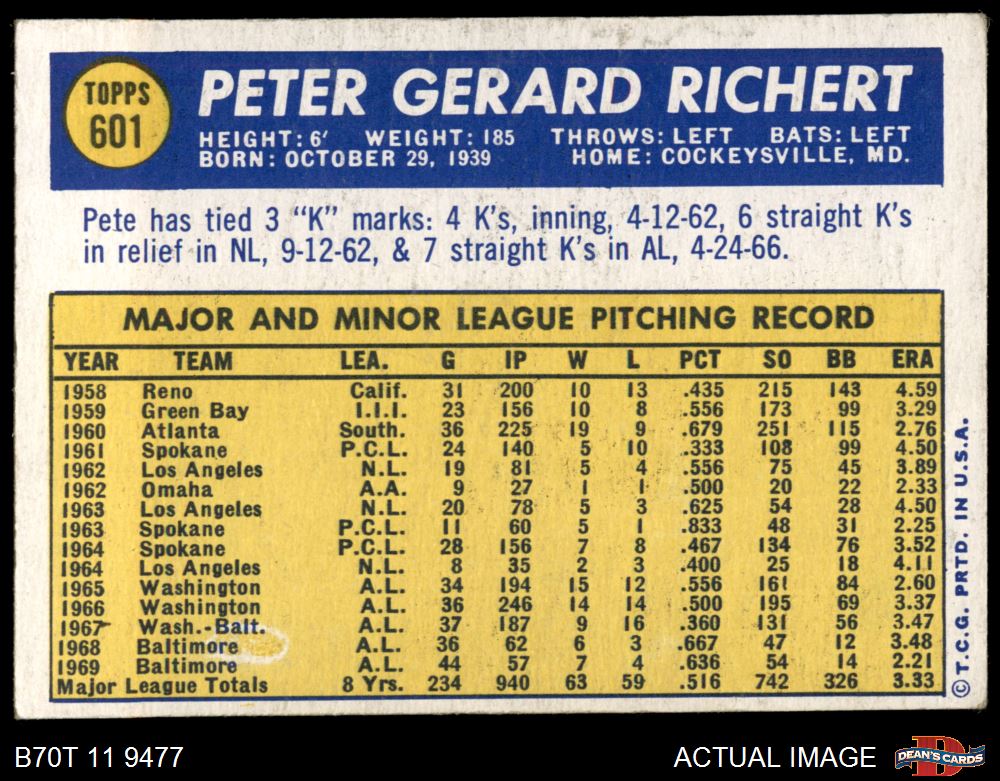 TOPPS
601
PETER GERARD RICHERT
HEIGHT: 6' WEIGHT: 185 THROWS: LEFT BATS: LEFT
BORN: OCTOBER 29, 1939 HOME: COCKEYSVILLE, MD.
Pete has tied 3 “K” marks: 4 K's, inning, 4-12-62, 6 straight K's
in relief in NL, 9-12-62, & 7 straight K's in AL, 4-24-66.
MAJOR AND MINOR LEAGUE PITCHING RECORD
YEAR TEAM LEA. G IP W L PCT SO BB ERA
1958 Reno Calif. 31 200 10 13 .435 215 143 4.59
1959 Green Bay I.I.I. 23 156 10 8 .556 173 99 3.29
1960 Atlanta South. 36 225 19 9 .679 251 115 2.76
1961 Spokane P.C.L. 24 140 5 10 .333 108 99 4.50
1962 Los Angeles N.L. 19 81 5 4 .556 75 45 3.89
1962 Omaha A.A. 9 27 1 1 .500 20 22 2.33
1963 Los Angeles N.L. 20 78 5 3 .625 54 28 4.50
1963 Spokane P.C.L. 11 60 5 1 .833 48 31 2.25
1964 Spokane P.C.L. 28 156 7 8 .467 134 76 3.52
1964 Los Angeles N.L. 8 35 2 3 .400 25 18 4.11
1965 Washington A.L. 34 194 15 12 .556 161 84 2.60
1966 Washington A.L. 36 246 14 14 .500 195 69 3.37
1967 Wash.-Balt. A.L. 37 187 9 16 .360 131 56 3.47
1968 Baltimore A.L. 36 62 6 3 .667 47 12 3.48
1969 Baltimore A.L. 44 57 7 4 .636 54 14 2.21
Major League Totals 8 Yrs. 234 940 63 59 .516 742 326 3.33
© T.C.G. PRTD. IN U.S.A.
B70T 11 9477
ACTUAL IMAGE
D
DEAN'S CARDS